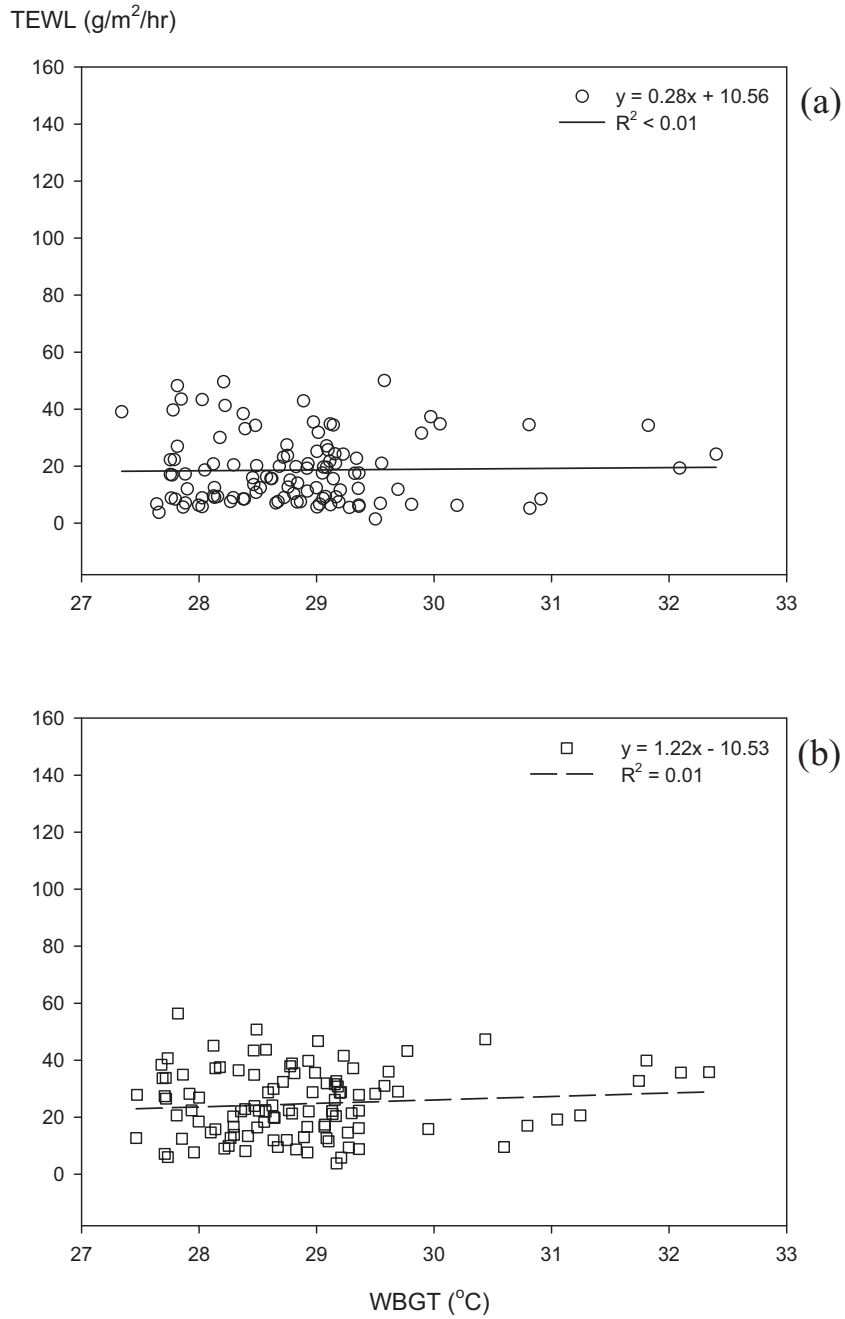 TEWL (g/m²/hr)
160
140
120
100
80
60
40
20
0
y = 0.28x + 10.56
R² < 0.01
(a)
27 28 29 30 31 32 33
160
140
120
100
80
60
40
20
0
y = 1.22x - 10.53
R² = 0.01
(b)
27 28 29 30 31 32 33
WBGT (°C)